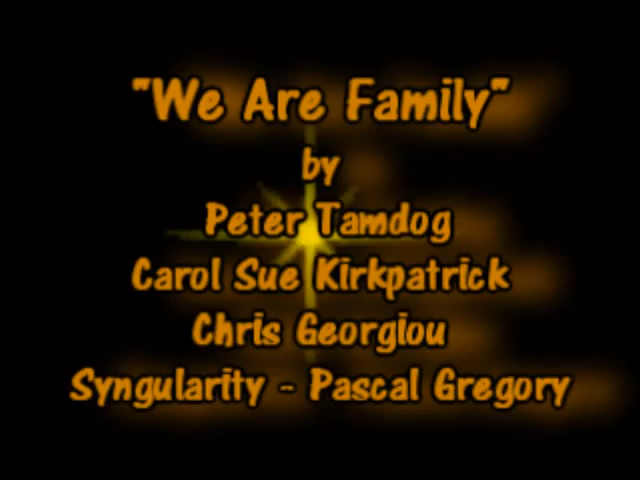 "We Are Family"
by
Peter Tamdog
Carol Sue Kirkpatrick
Chris Georgiou
Syngularity - Pascal Gregory